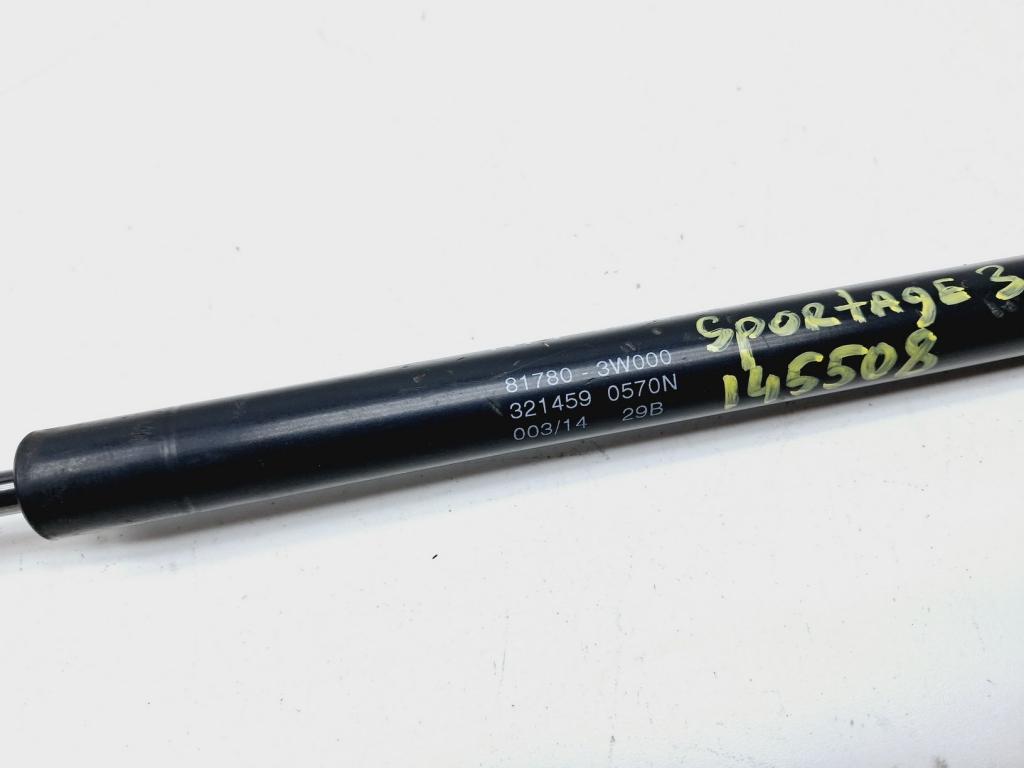 81780 - 3W000
321459 0570N
003/14 29B
SPORTAGE 3
145508